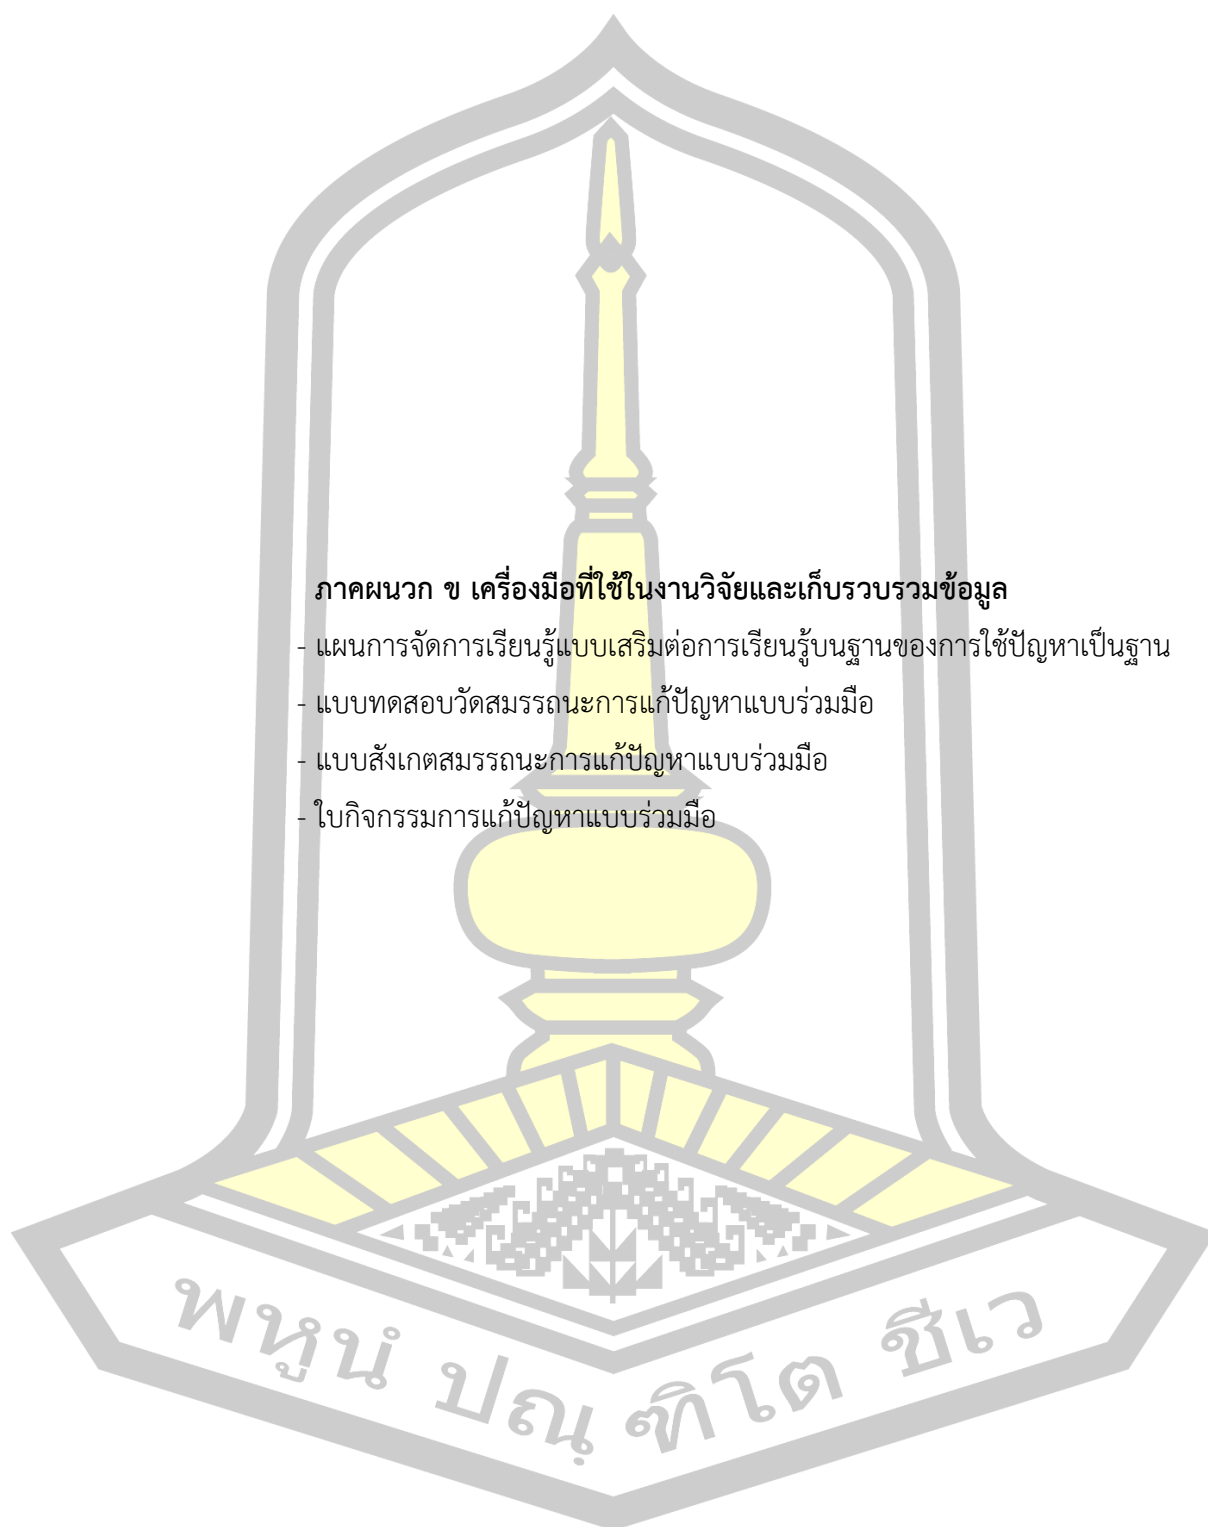 ภาคผนวก ข เครื่องมือที่ใช้ในงานวิจัยและเก็บรวบรวมข้อมูล
- แผนการจัดการเรียนรู้แบบเสริมต่อการเรียนรู้บนฐานของการใช้ปัญหาเป็นฐาน
- แบบทดสอบวัดสมรรถนะการแก้ปัญหาแบบร่วมมือ
- แบบสังเกตสมรรถนะการแก้ปัญหาแบบร่วมมือ
- ใบกิจกรรมการแก้ปัญหาแบบร่วมมือ
พหูนํ ปณฺฑิโต ชีเว